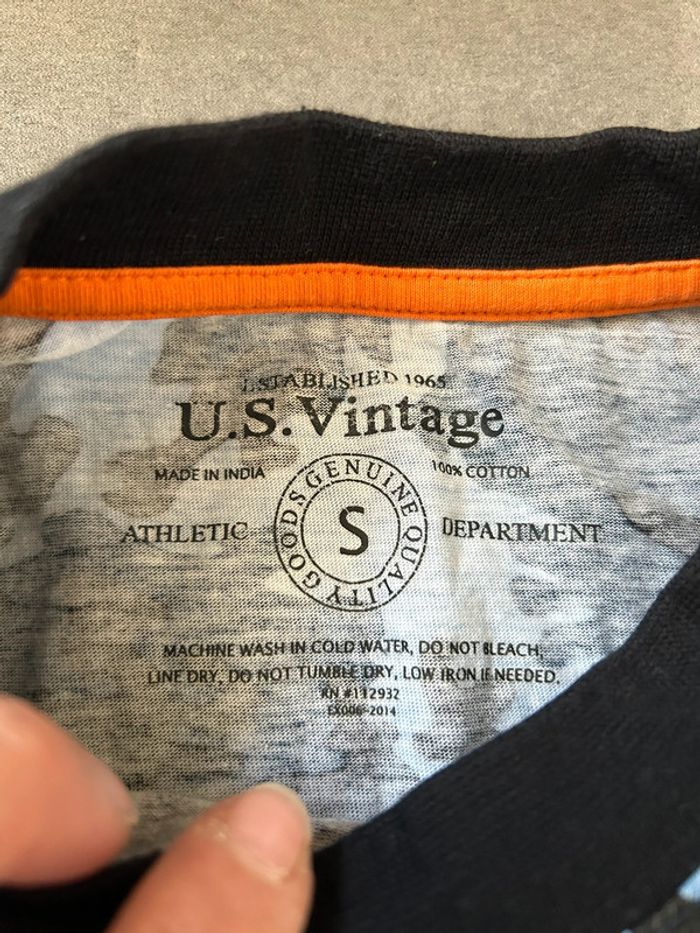 ESTABLISHED 1965
U.S. Vintage
MADE IN INDIA
100% COTTON
GENUINE QUALITY GOODS
ATHLETIC
S
DEPARTMENT
MACHINE WASH IN COLD WATER, DO NOT BLEACH,
LINE DRY, DO NOT TUMBLE DRY, LOW IRON IF NEEDED.
RN #112932
EX006-2014